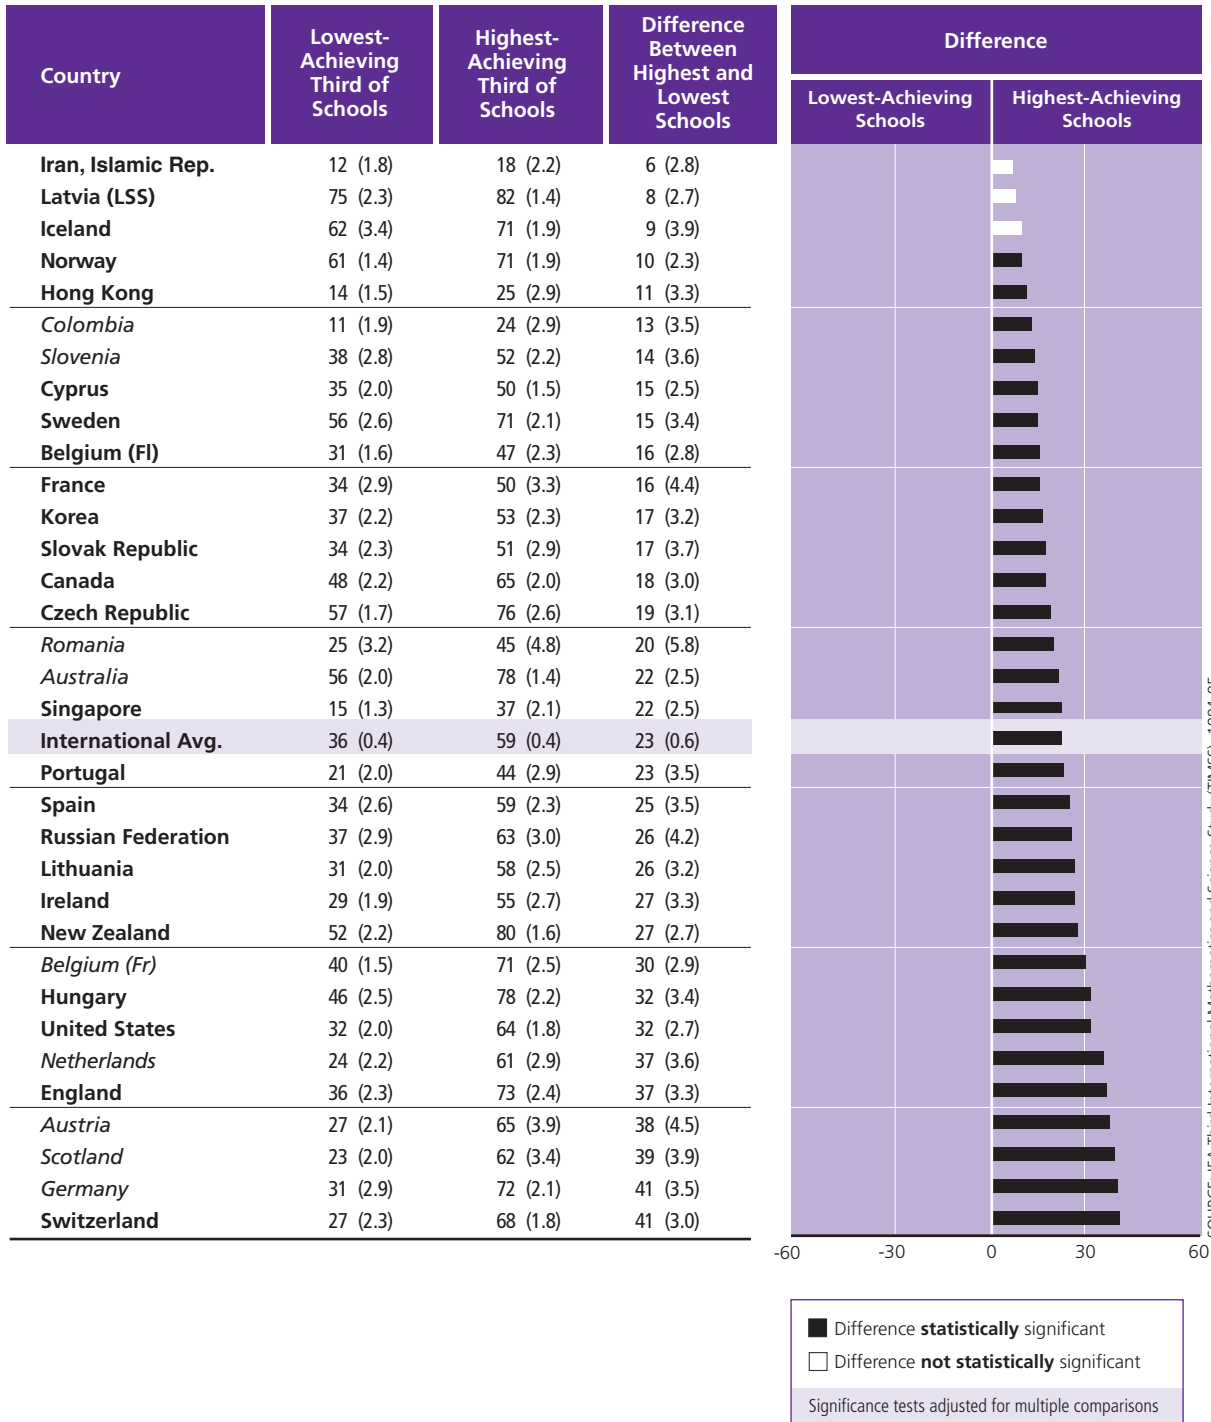 Country
Lowest-
Achieving
Third of
Schools
Highest-
Achieving
Third of
Schools
Difference
Between
Highest and
Lowest
Schools
Difference
Lowest-Achieving
Schools
Highest-Achieving
Schools
Iran, Islamic Rep. 12 (1.8) 18 (2.2) 6 (2.8)
Latvia (LSS) 75 (2.3) 82 (1.4) 8 (2.7)
Iceland 62 (3.4) 71 (1.9) 9 (3.9)
Norway 61 (1.4) 71 (1.9) 10 (2.3)
Hong Kong 14 (1.5) 25 (2.9) 11 (3.3)
Colombia 11 (1.9) 24 (2.9) 13 (3.5)
Slovenia 38 (2.8) 52 (2.2) 14 (3.6)
Cyprus 35 (2.0) 50 (1.5) 15 (2.5)
Sweden 56 (2.6) 71 (2.1) 15 (3.4)
Belgium (Fl) 31 (1.6) 47 (2.3) 16 (2.8)
France 34 (2.9) 50 (3.3) 16 (4.4)
Korea 37 (2.2) 53 (2.3) 17 (3.2)
Slovak Republic 34 (2.3) 51 (2.9) 17 (3.7)
Canada 48 (2.2) 65 (2.0) 18 (3.0)
Czech Republic 57 (1.7) 76 (2.6) 19 (3.1)
Romania 25 (3.2) 45 (4.8) 20 (5.8)
Australia 56 (2.0) 78 (1.4) 22 (2.5)
Singapore 15 (1.3) 37 (2.1) 22 (2.5)
International Avg. 36 (0.4) 59 (0.4) 23 (0.6)
Portugal 21 (2.0) 44 (2.9) 23 (3.5)
Spain 34 (2.6) 59 (2.3) 25 (3.5)
Russian Federation 37 (2.9) 63 (3.0) 26 (4.2)
Lithuania 31 (2.0) 58 (2.5) 26 (3.2)
Ireland 29 (1.9) 55 (2.7) 27 (3.3)
New Zealand 52 (2.2) 80 (1.6) 27 (2.7)
Belgium (Fr) 40 (1.5) 71 (2.5) 30 (2.9)
Hungary 46 (2.5) 78 (2.2) 32 (3.4)
United States 32 (2.0) 64 (1.8) 32 (2.7)
Netherlands 24 (2.2) 61 (2.9) 37 (3.6)
England 36 (2.3) 73 (2.4) 37 (3.3)
Austria 27 (2.1) 65 (3.9) 38 (4.5)
Scotland 23 (2.0) 62 (3.4) 39 (3.9)
Germany 31 (2.9) 72 (2.1) 41 (3.5)
Switzerland 27 (2.3) 68 (1.8) 41 (3.0)
-60 -30 0 30 60
Difference statistically significant
Difference not statistically significant
Significance tests adjusted for multiple comparisons